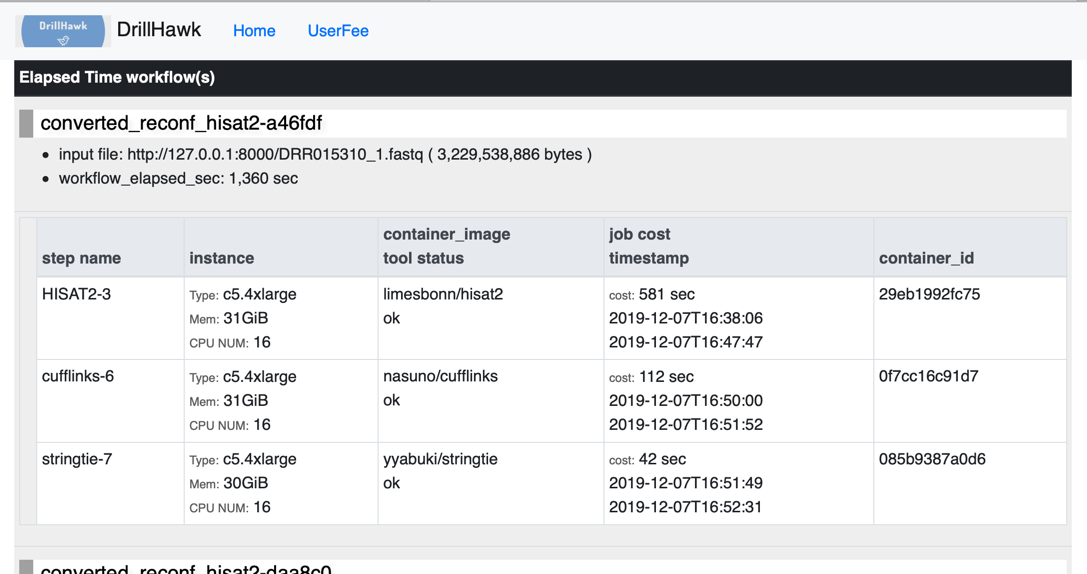 DrillHawk
DrillHawk Home UserFee
Elapsed Time workflow(s)
converted_reconf_hisat2-a46fdf
• input file: http://127.0.0.1:8000/DRR015310_1.fastq ( 3,229,538,886 bytes )
• workflow_elapsed_sec: 1,360 sec
container_image job cost
step name instance tool status timestamp container_id
HISAT2-3 Type: c5.4xlarge limesbonn/hisat2 cost: 581 sec 29eb1992fc75
Mem: 31GiB ok 2019-12-07T16:38:06
CPU NUM: 16 2019-12-07T16:47:47
cufflinks-6 Type: c5.4xlarge nasuno/cufflinks cost: 112 sec 0f7cc16c91d7
Mem: 31GiB ok 2019-12-07T16:50:00
CPU NUM: 16 2019-12-07T16:51:52
stringtie-7 Type: c5.4xlarge yyabuki/stringtie cost: 42 sec 085b9387a0d6
Mem: 30GiB ok 2019-12-07T16:51:49
CPU NUM: 16 2019-12-07T16:52:31
converted_reconf_hisat2-daa8c0